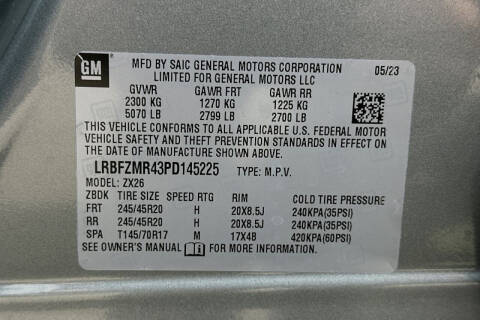 GM
MFD BY SAIC GENERAL MOTORS CORPORATION 05/23
LIMITED FOR GENERAL MOTORS LLC
GVWR GAWR FRT GAWR RR
2300 KG 1270 KG 1225 KG
5070 LB 2799 LB 2700 LB
THIS VEHICLE CONFORMS TO ALL APPLICABLE U.S. FEDERAL MOTOR
VEHICLE SAFETY AND THEFT PREVENTION STANDARDS IN EFFECT ON
THE DATE OF MANUFACTURE SHOWN ABOVE.
LRBFZMR43PD145225 TYPE: M.P.V.
MODEL: ZX26
ZBDK TIRE SIZE SPEED RTG RIM COLD TIRE PRESSURE
FRT 245/45R20 H 20X8.5J 240KPA(35PSI)
RR 245/45R20 H 20X8.5J 240KPA(35PSI)
SPA T145/70R17 M 17X4B 420KPA(60PSI)
SEE OWNER'S MANUAL FOR ADDITIONAL INFORMATION.